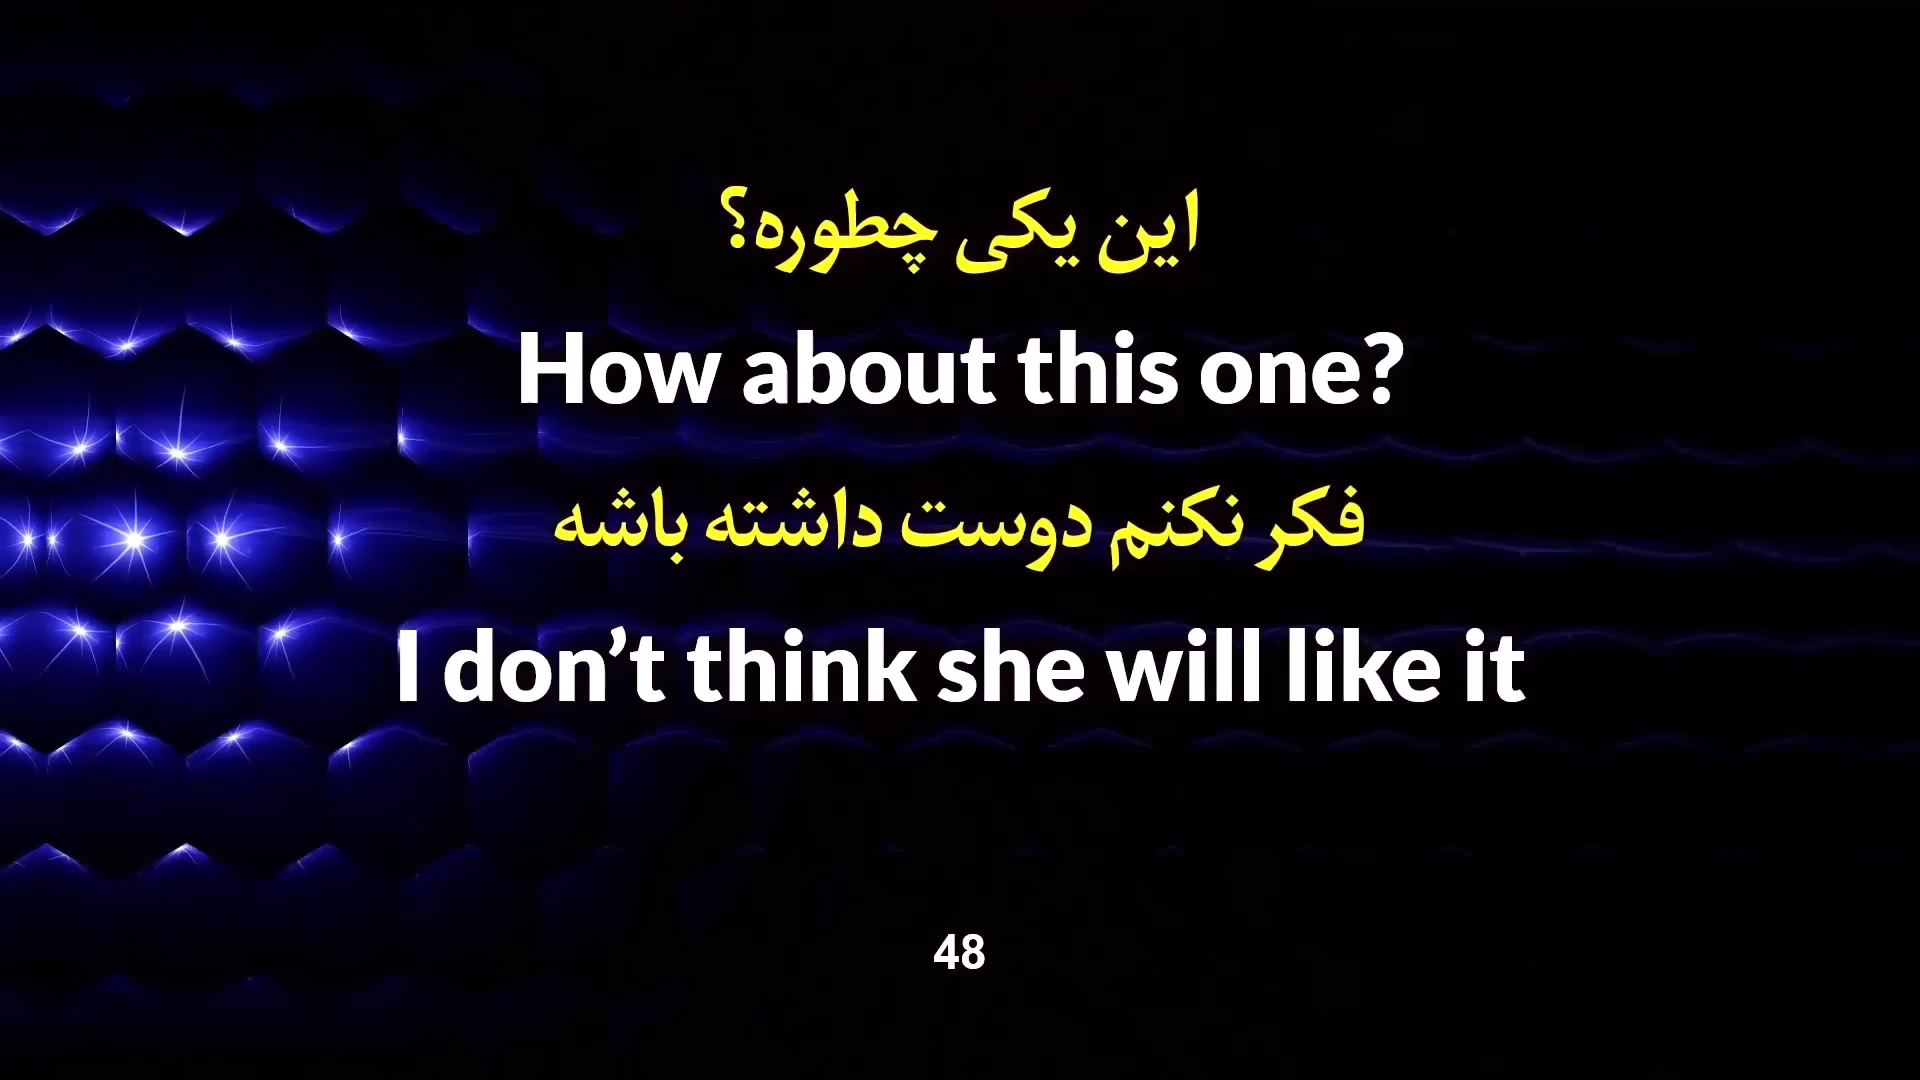 این یکی چطوره؟
How about this one?
فکر نکنم دوست داشته باشه
I don’t think she will like it
48